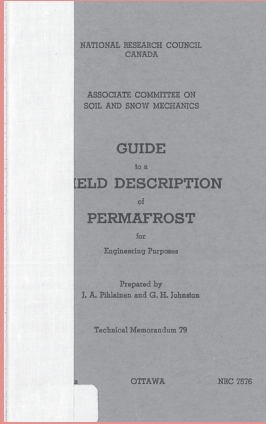 NATIONAL RESEARCH COUNCIL
CANADA
ASSOCIATE COMMITTEE ON
SOIL AND SNOW MECHANICS
GUIDE
to a
IELD DESCRIPTION
of
PERMAFROST
for
Engineering Purposes
Prepared by
J. A. Pihlainen and G. H. Johnston
Technical Memorandum 79
OTTAWA NRC 7576